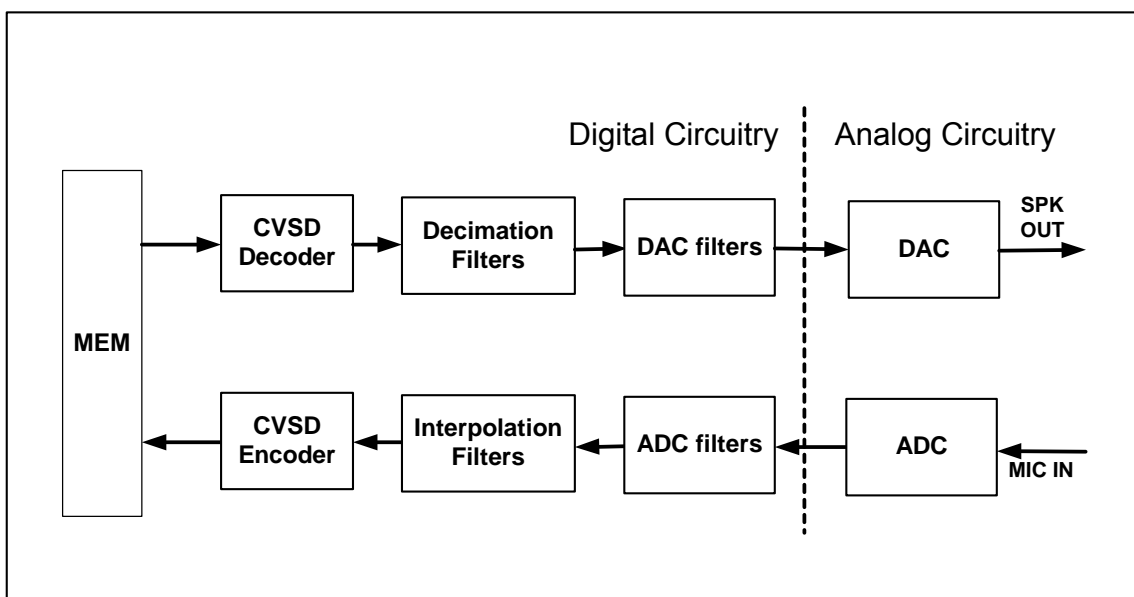 Digital Circuitry
Analog Circuitry
MEM
CVSD
Decoder
Decimation
Filters
DAC filters
DAC
SPK
OUT
CVSD
Encoder
Interpolation
Filters
ADC filters
ADC
MIC IN